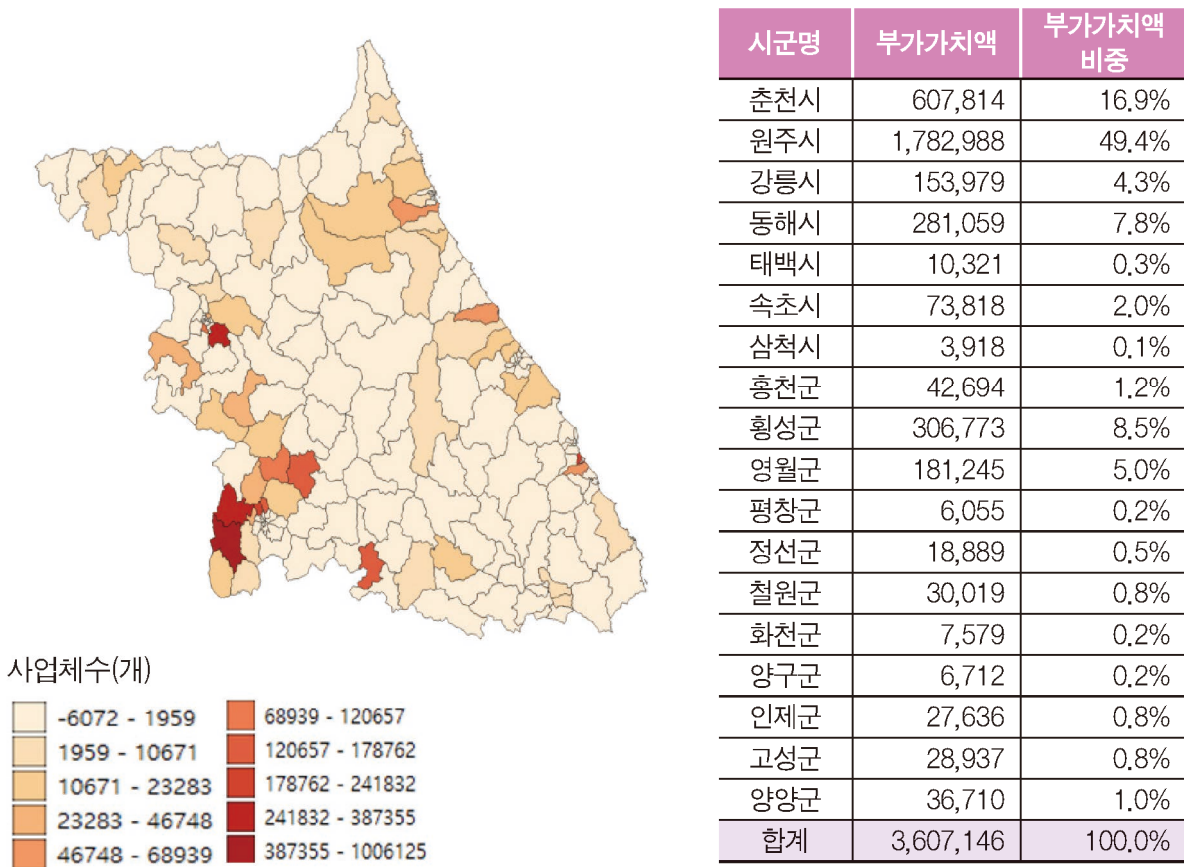 시군명 부가가치액 부가가치액 비중
춘천시 607,814 16.9%
원주시 1,782,988 49.4%
강릉시 153,979 4.3%
동해시 281,059 7.8%
태백시 10,321 0.3%
속초시 73,818 2.0%
삼척시 3,918 0.1%
홍천군 42,694 1.2%
횡성군 306,773 8.5%
영월군 181,245 5.0%
평창군 6,055 0.2%
정선군 18,889 0.5%
철원군 30,019 0.8%
화천군 7,579 0.2%
양구군 6,712 0.2%
인제군 27,636 0.8%
고성군 28,937 0.8%
양양군 36,710 1.0%
합계 3,607,146 100.0%
사업체수(개)
-6072 - 1959
1959 - 10671
10671 - 23283
23283 - 46748
46748 - 68939
68939 - 120657
120657 - 178762
178762 - 241832
241832 - 387355
387355 - 1006125